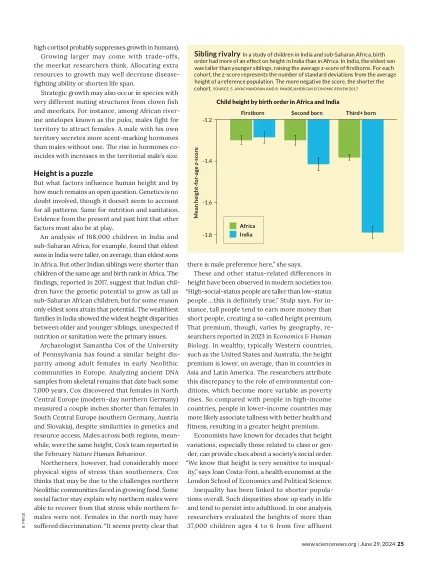 high cortisol probably suppresses growth in humans).
Growing larger may come with trade-offs,
the meerkat researchers think. Allocating extra
resources to growth may well decrease disease-
fighting ability or shorten life span.
Strategic growth may also occur in species with
very different mating structures from clown fish
and meerkats. For instance, among African river-
ine antelopes known as the puku, males fight for
territory to attract females. A male with his own
territory secretes more scent-marking hormones
than males without one. The rise in hormones co-
incides with increases in the territorial male's size.
Height is a puzzle
But what factors influence human height and by
how much remains an open question. Genetics is no
doubt involved, though it doesn't seem to account
for all patterns. Same for nutrition and sanitation.
Evidence from the present and past hint that other
factors must also be at play.
An analysis of 168,000 children in India and
sub-Saharan Africa, for example, found that eldest
sons in India were taller, on average, than eldest sons
in Africa. But other Indian siblings were shorter than
children of the same age and birth rank in Africa. The
findings, reported in 2017, suggest that Indian chil-
dren have the genetic potential to grow as tall as
sub-Saharan African children, but for some reason
only eldest sons attain that potential. The wealthiest
families in India showed the widest height disparities
between older and younger siblings, unexpected if
nutrition or sanitation were the primary issues.
Archaeologist Samantha Cox of the University
of Pennsylvania has found a similar height dis-
parity among adult females in early Neolithic
communities in Europe. Analyzing ancient DNA
samples from skeletal remains that date back some
7,000 years, Cox discovered that females in North
Central Europe (modern-day northern Germany)
measured a couple inches shorter than females in
South Central Europe (southern Germany, Austria
and Slovakia), despite similarities in genetics and
resource access. Males across both regions, mean-
while, were the same height, Cox's team reported in
the February Nature Human Behaviour.
Northerners, however, had considerably more
physical signs of stress than southerners. Cox
thinks that may be due to the challenges northern
Neolithic communities faced in growing food. Some
social factor may explain why northern males were
able to recover from that stress while northern fe-
males were not. Females in the north may have
suffered discrimination. "It seems pretty clear that
Sibling rivalry In a study of children in India and sub-Saharan Africa, birth
order had more of an effect on height in India than in Africa. In India, the eldest son
was taller than younger siblings, raising the average z-score of firstborns. For each
cohort, the z-score represents the number of standard deviations from the average
height of a reference population. The more negative the score, the shorter the
cohort. SOURCE: S. JAYACHANDRAN AND R. PANDE/AMERICAN ECONOMIC REVIEW 2017
Child height by birth order in Africa and India
Firstborn Second born Third+ born
Mean height-for-age z-score
-1.2
-1.4
-1.6
-1.8
Africa
India
there is male preference here," she says.
These and other status-related differences in
height have been observed in modern societies too.
"High-social-status people are taller than low-status
people ... this is definitely true," Stulp says. For in-
stance, tall people tend to earn more money than
short people, creating a so-called height premium.
That premium, though, varies by geography, re-
searchers reported in 2023 in Economics & Human
Biology. In wealthy, typically Western countries,
such as the United States and Australia, the height
premium is lower, on average, than in countries in
Asia and Latin America. The researchers attribute
this discrepancy to the role of environmental con-
ditions, which become more variable as poverty
rises. So compared with people in high-income
countries, people in lower-income countries may
more likely associate tallness with better health and
fitness, resulting in a greater height premium.
Economists have known for decades that height
variations, especially those related to class or gen-
der, can provide clues about a society's social order.
"We know that height is very sensitive to inequal-
ity," says Joan Costa-Font, a health economist at the
London School of Economics and Political Science.
Inequality has been linked to shorter popula-
tions overall. Such disparities show up early in life
and tend to persist into adulthood. In one analysis,
researchers evaluated the heights of more than
37,000 children ages 4 to 6 from five affluent
www.sciencenews.org | June 29, 2024 25